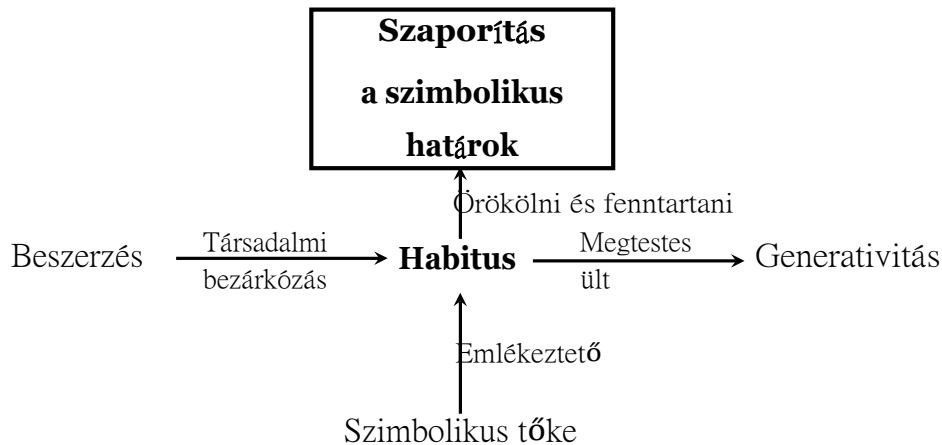 Szaporítás
a szimbolikus
határok
Örökölni és fenntartani
Beszerzés
Társadalmi
bezárkózás
Habitus
Megtestes
ült
Generativitás
Emlékeztető
Szimbolikus tőke